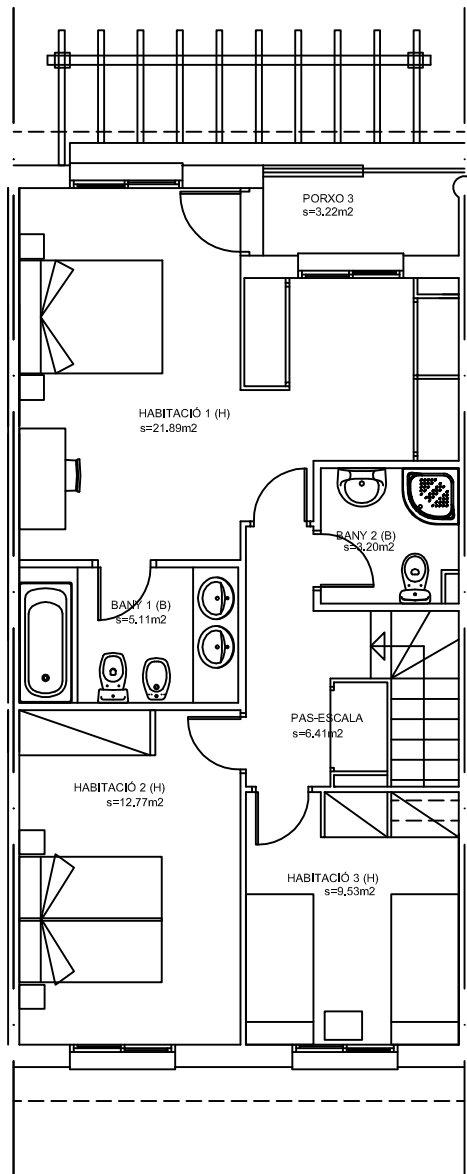 PORXO 3
s=3.22m2
HABITACIÓ 1 (H)
s=21.89m2
BANY 2 (B)
s=3.20m2
BANY 1 (B)
s=5.11m2
PAS-ESCALA
s=6.41m2
HABITACIÓ 2 (H)
s=12.77m2
HABITACIÓ 3 (H)
s=9.53m2